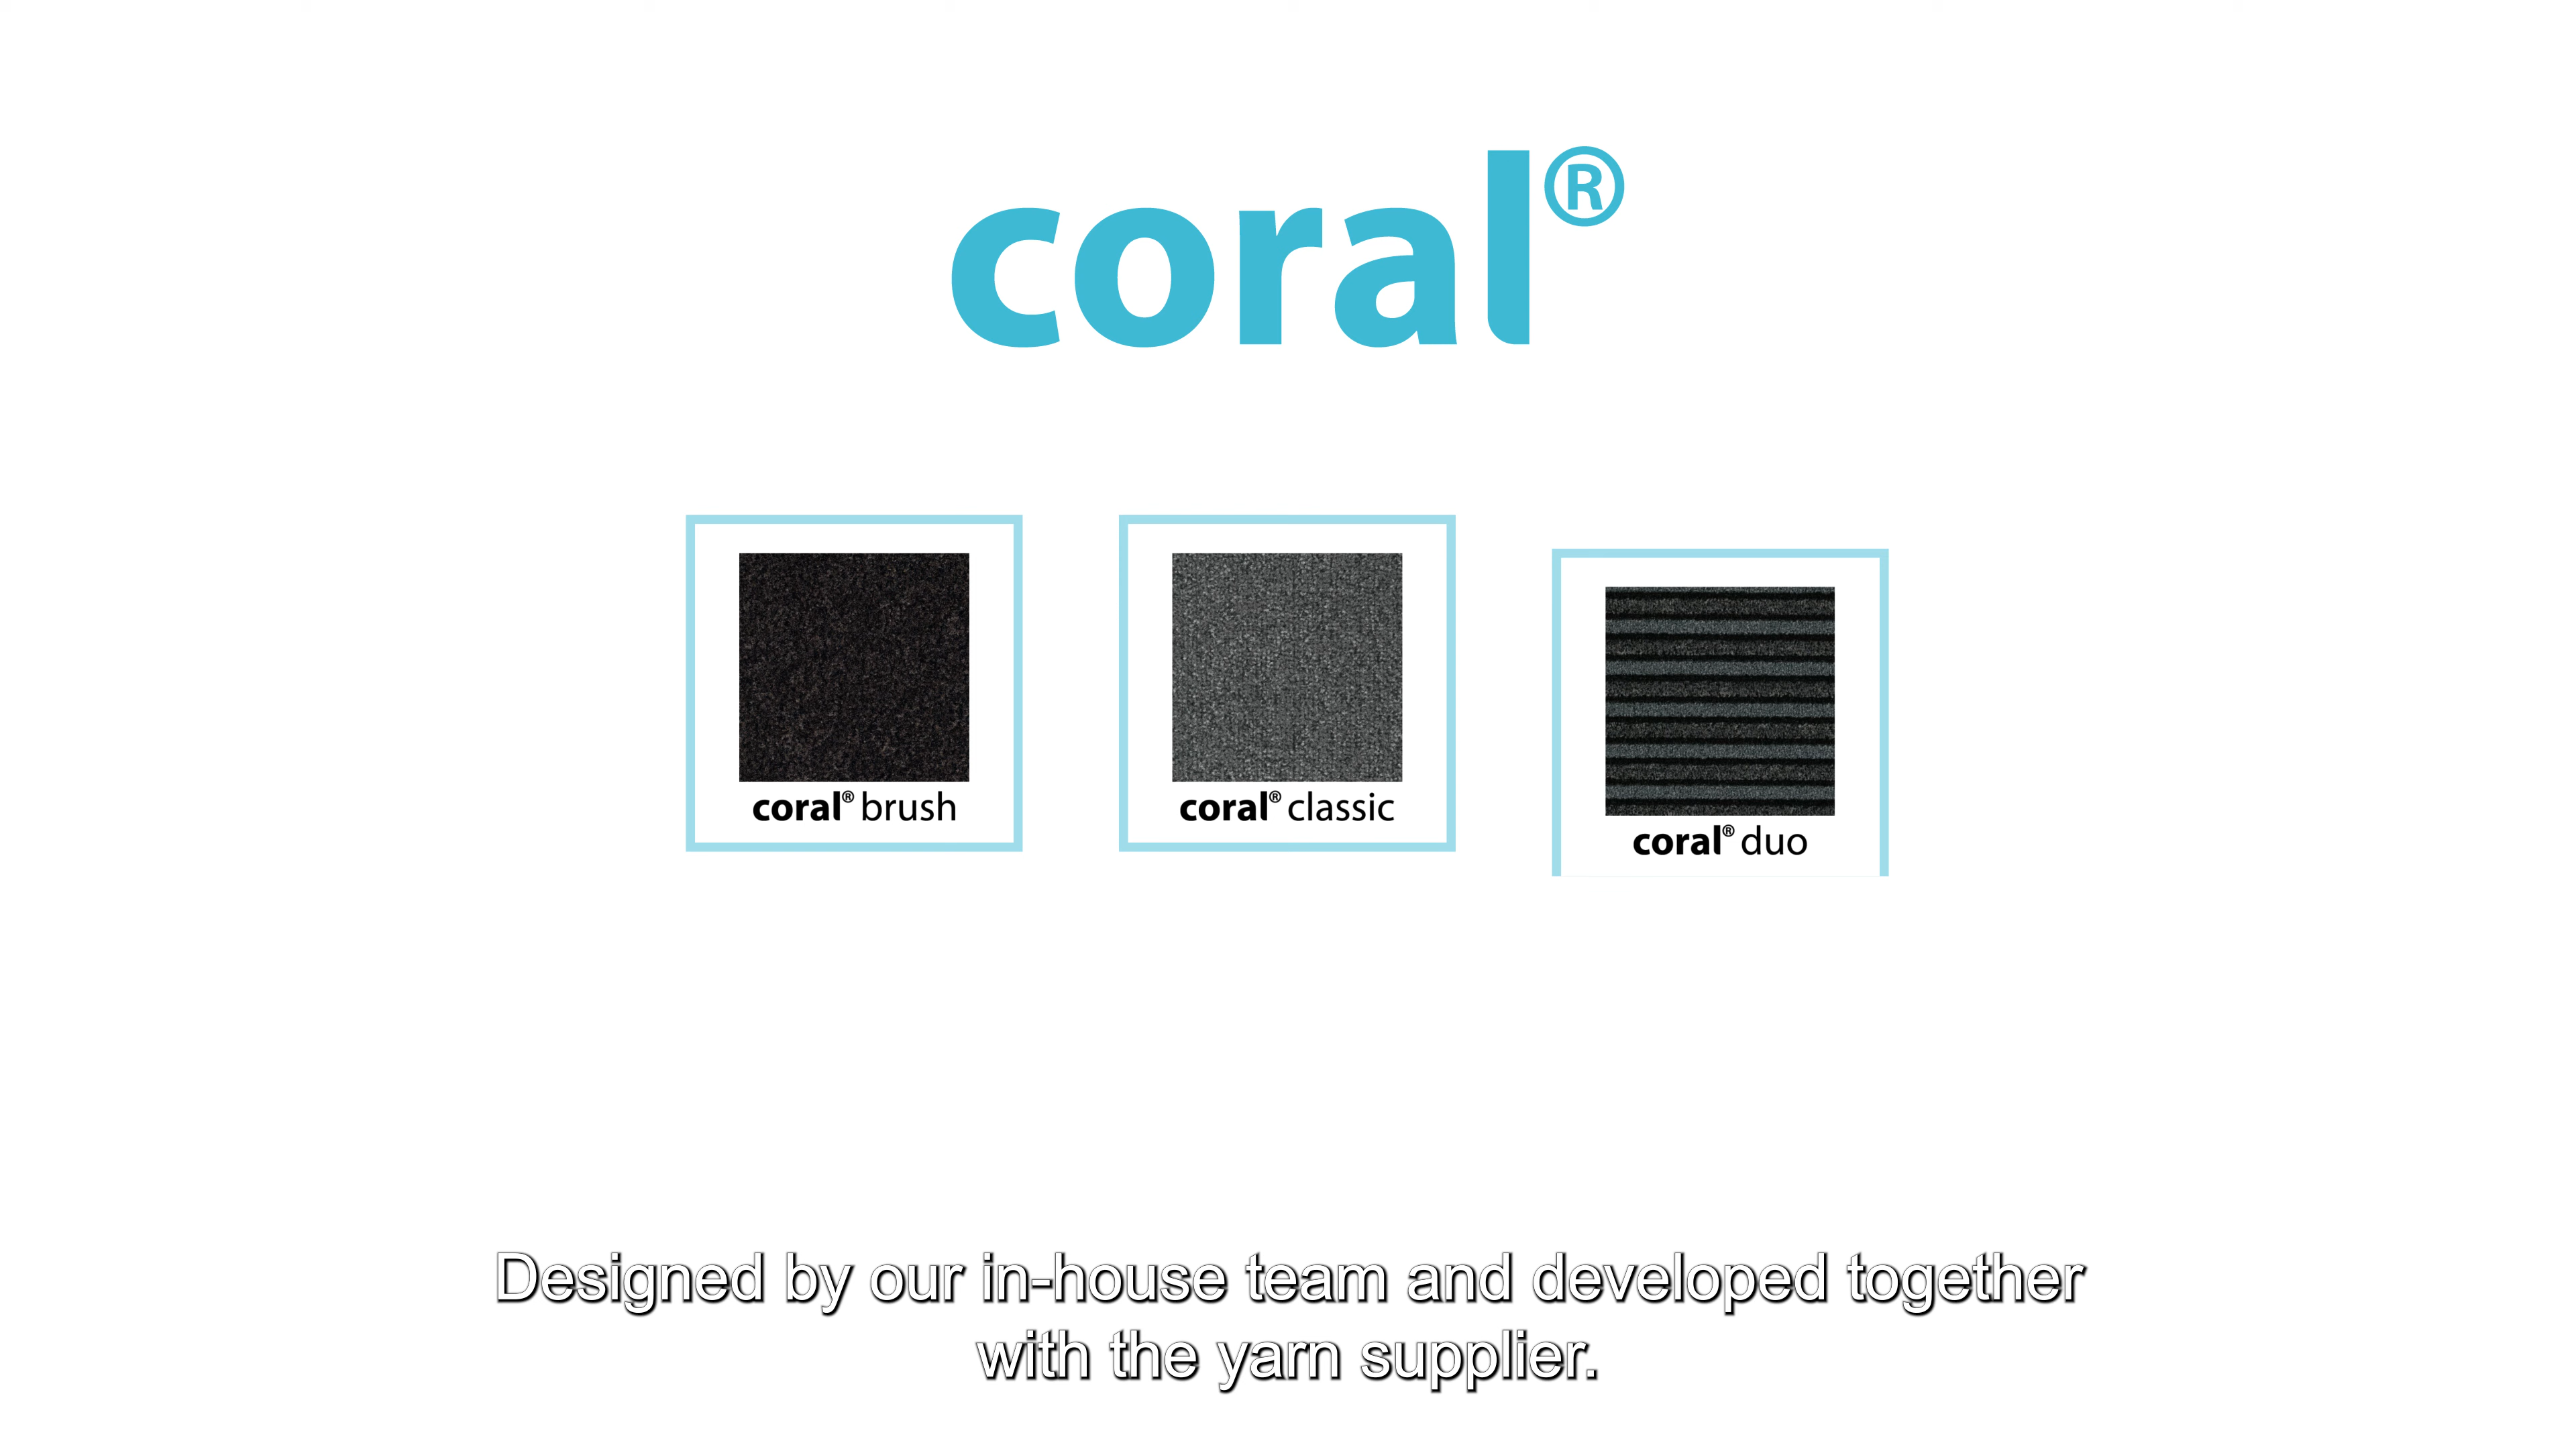 coral®
coral® brush
coral® classic
coral® duo
Designed by our in-house team and developed together
with the yarn supplier.